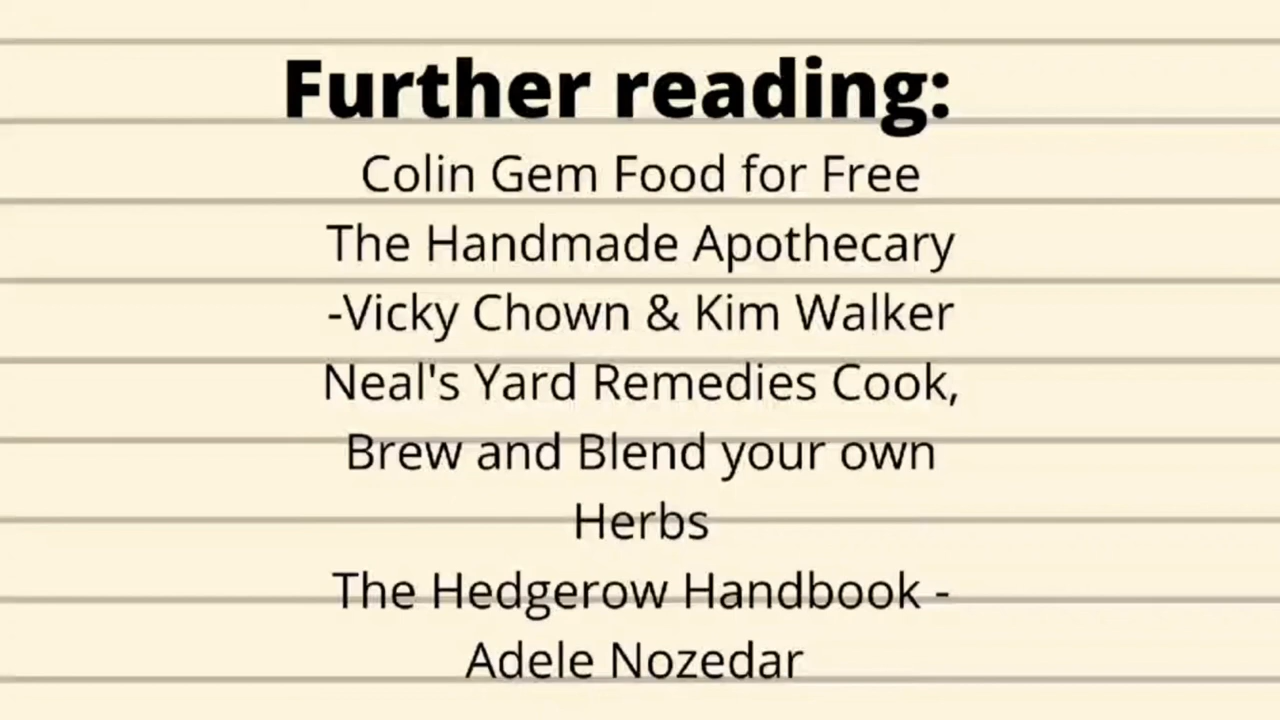 Further reading:
Colin Gem Food for Free
The Handmade Apothecary
-Vicky Chown & Kim Walker
Neal's Yard Remedies Cook,
Brew and Blend your own
Herbs
The Hedgerow Handbook -
Adele Nozedar